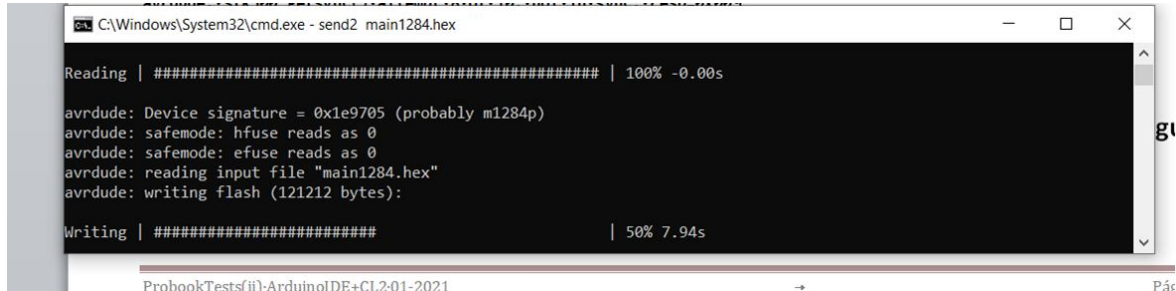 C:\Windows\System32\cmd.exe - send2 main1284.hex
Reading | ################################################## | 100% -0.00s
avrdude: Device signature = 0x1e9705 (probably m1284p)
avrdude: safemode: hfuse reads as 0
avrdude: safemode: efuse reads as 0
avrdude: reading input file "main1284.hex"
avrdude: writing flash (121212 bytes):
Writing | ######################### | 50% 7.94s
gu
ProbookTests(ii)·ArduinoIDE+CL2·01-2021 → Pág